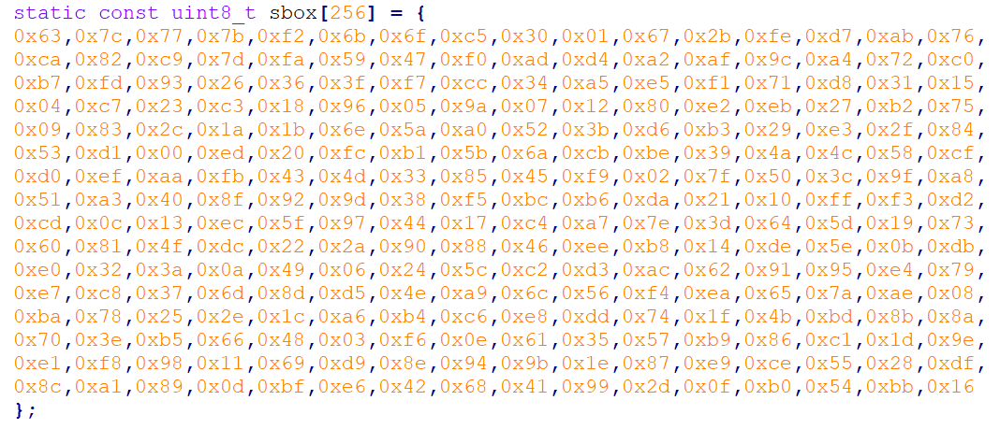 static const uint8_t sbox[256] = {
0x63,0x7c,0x77,0x7b,0xf2,0x6b,0x6f,0xc5,0x30,0x01,0x67,0x2b,0xfe,0xd7,0xab,0x76,
0xca,0x82,0xc9,0x7d,0xfa,0x59,0x47,0xf0,0xad,0xd4,0xa2,0xaf,0x9c,0xa4,0x72,0xc0,
0xb7,0xfd,0x93,0x26,0x36,0x3f,0xf7,0xcc,0x34,0xa5,0xe5,0xf1,0x71,0xd8,0x31,0x15,
0x04,0xc7,0x23,0xc3,0x18,0x96,0x05,0x9a,0x07,0x12,0x80,0xe2,0xeb,0x27,0xb2,0x75,
0x09,0x83,0x2c,0x1a,0x1b,0x6e,0x5a,0xa0,0x52,0x3b,0xd6,0xb3,0x29,0xe3,0x2f,0x84,
0x53,0xd1,0x00,0xed,0x20,0xfc,0xb1,0x5b,0x6a,0xcb,0xbe,0x39,0x4a,0x4c,0x58,0xcf,
0xd0,0xef,0xaa,0xfb,0x43,0x4d,0x33,0x85,0x45,0xf9,0x02,0x7f,0x50,0x3c,0x9f,0xa8,
0x51,0xa3,0x40,0x8f,0x92,0x9d,0x38,0xf5,0xbc,0xb6,0xda,0x21,0x10,0xff,0xf3,0xd2,
0xcd,0x0c,0x13,0xec,0x5f,0x97,0x44,0x17,0xc4,0xa7,0x7e,0x3d,0x64,0x5d,0x19,0x73,
0x60,0x81,0x4f,0xdc,0x22,0x2a,0x90,0x88,0x46,0xee,0xb8,0x14,0xde,0x5e,0x0b,0xdb,
0xe0,0x32,0x3a,0x0a,0x49,0x06,0x24,0x5c,0xc2,0xd3,0xac,0x62,0x91,0x95,0xe4,0x79,
0xe7,0xc8,0x37,0x6d,0x8d,0xd5,0x4e,0xa9,0x6c,0x56,0xf4,0xea,0x65,0x7a,0xae,0x08,
0xba,0x78,0x25,0x2e,0x1c,0xa6,0xb4,0xc6,0xe8,0xdd,0x74,0x1f,0x4b,0xbd,0x8b,0x8a,
0x70,0x3e,0xb5,0x66,0x48,0x03,0xf6,0x0e,0x61,0x35,0x57,0xb9,0x86,0xc1,0x1d,0x9e,
0xe1,0xf8,0x98,0x11,0x69,0xd9,0x8e,0x94,0x9b,0x1e,0x87,0xe9,0xce,0x55,0x28,0xdf,
0x8c,0xa1,0x89,0x0d,0xbf,0xe6,0x42,0x68,0x41,0x99,0x2d,0x0f,0xb0,0x54,0xbb,0x16
};